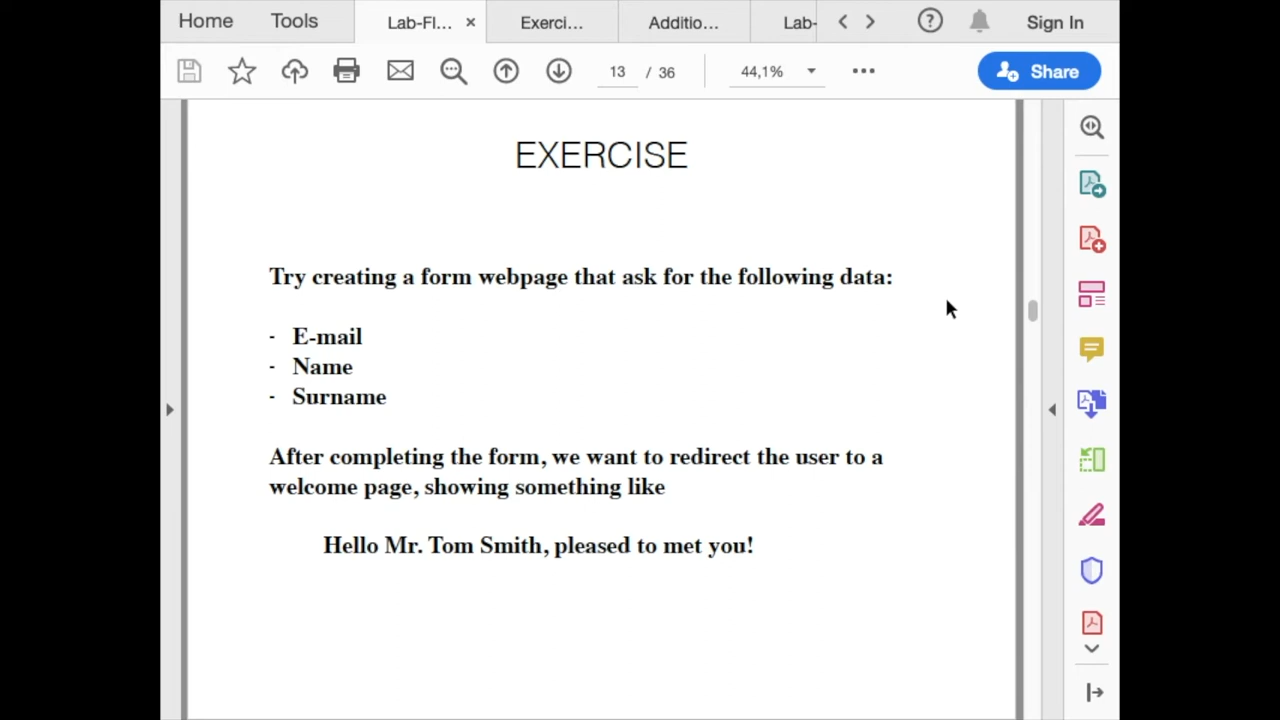 Home Tools Lab-Fl... × Exerci... Additio... Lab- Sign In
13 / 36 44,1% Share
EXERCISE
Try creating a form webpage that ask for the following data:
- E-mail
- Name
- Surname
After completing the form, we want to redirect the user to a
welcome page, showing something like
Hello Mr. Tom Smith, pleased to met you!